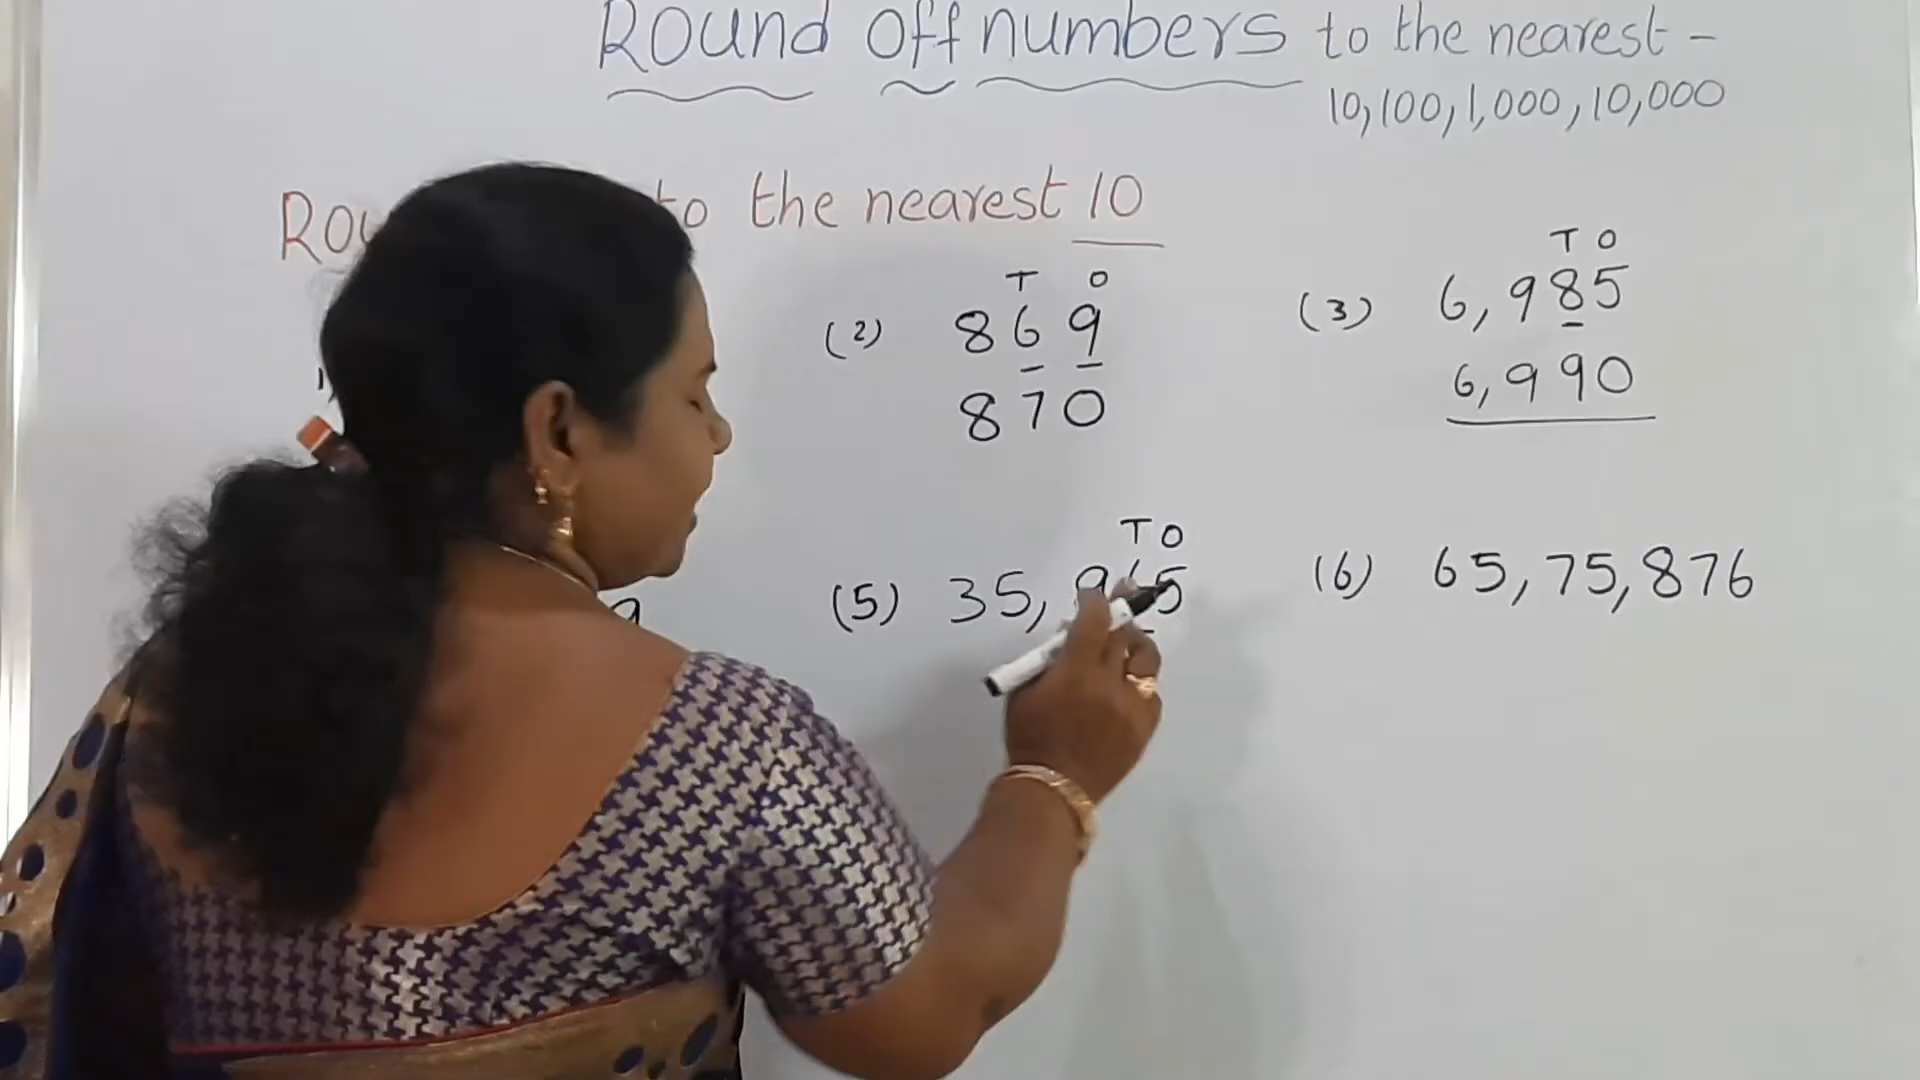 Round off numbers to the nearest -
10,100,1,000,10,000
to the nearest 10
T O
(2) 869
870
T O
(3) 6,985
6,990
T O
(5) 35,
(6) 65,75,876